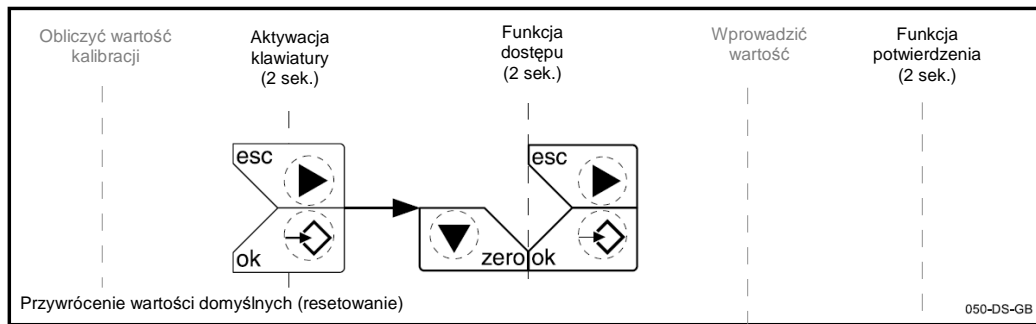 Obliczyć wartość
kalibracji
Aktywacja
klawiatury
(2 sek.)
Funkcja
dostępu
(2 sek.)
Wprowadzić
wartość
Funkcja
potwierdzenia
(2 sek.)
esc
ok
zero
esc
ok
Przywrócenie wartości domyślnych (resetowanie)
050-DS-GB